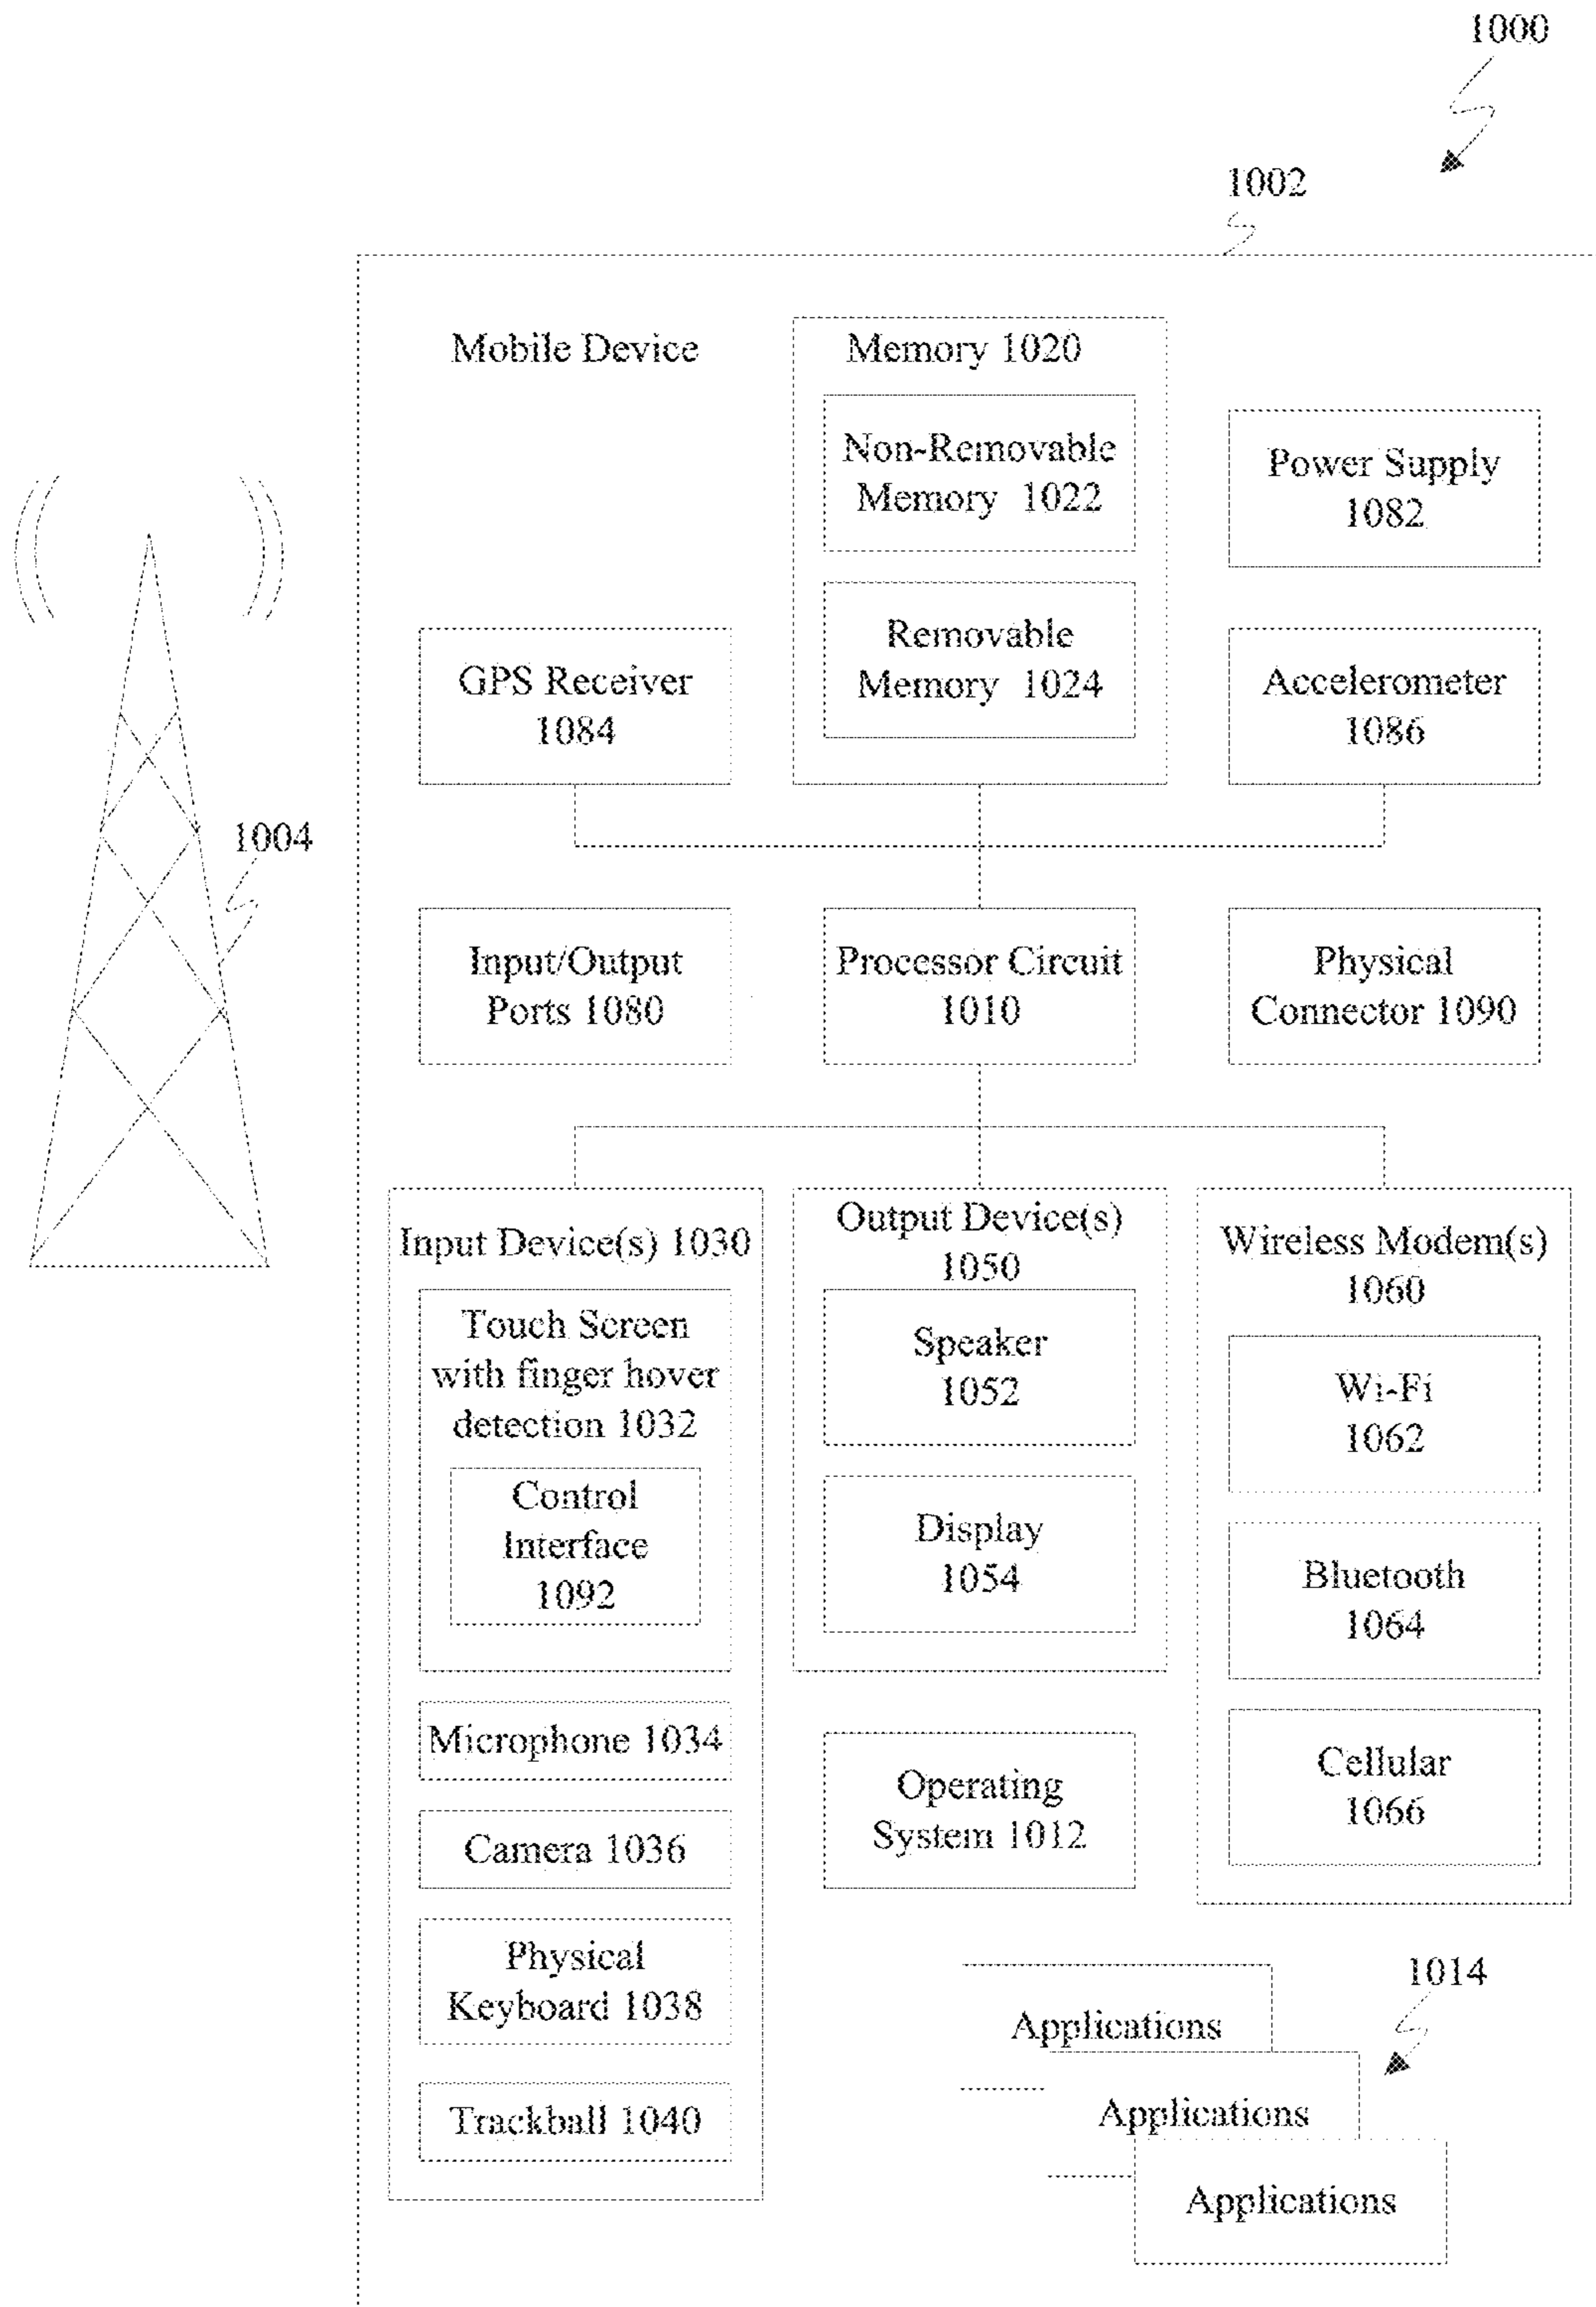 1000
1002
Mobile Device
Memory 1020
Non-Removable
Memory 1022
Power Supply
1082
Removable
Memory 1024
GPS Receiver
1084
Accelerometer
1086
1004
Input/Output
Ports 1080
Processor Circuit
1010
Physical
Connector 1090
Input Device(s) 1030
Touch Screen
with finger hover
detection 1032
Control
Interface
1092
Microphone 1034
Camera 1036
Physical
Keyboard 1038
Trackball 1040
Output Device(s)
1050
Speaker
1052
Display
1054
Operating
System 1012
Wireless Modem(s)
1060
Wi-Fi
1062
Bluetooth
1064
Cellular
1066
1014
Applications
Applications
Applications